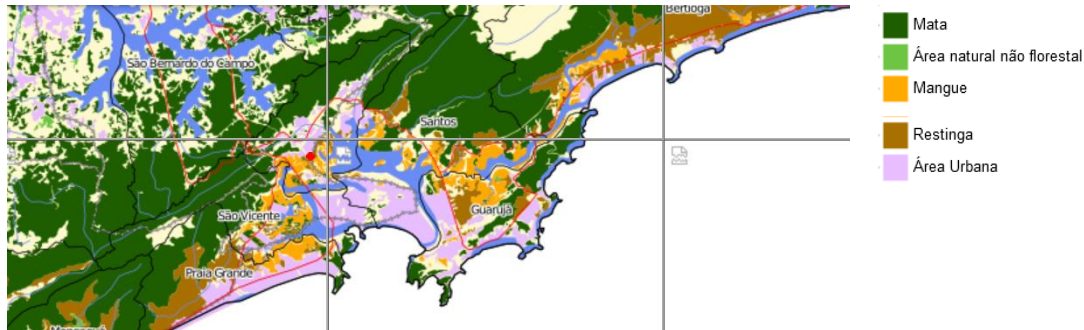 Bertioga
São Bernardo do Campo
Santos
São Vicente
Guarujá
Praia Grande
Mata
Área natural não florestal
Mangue
Restinga
Área Urbana